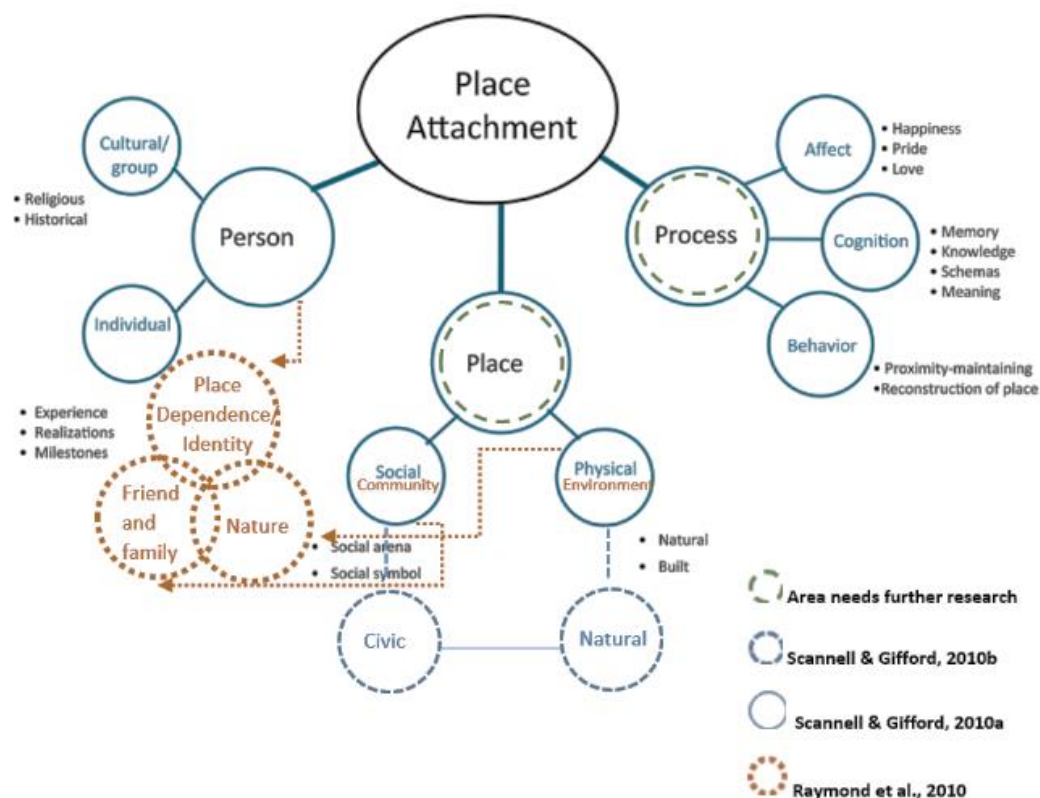 Place
Attachment
Cultural/
group
• Religious
• Historical
Person
Individual
• Experience
• Realizations
• Milestones
Place
Dependence/
Identity
Friend
and
family
Nature
Place
Social
Community
• Social arena
• Social symbol
Physical
Environment
• Natural
• Built
Civic
Natural
Process
Affect
• Happiness
• Pride
• Love
Cognition
• Memory
• Knowledge
• Schemas
• Meaning
Behavior
• Proximity-maintaining
•Reconstruction of place
Area needs further research
Scannell & Gifford, 2010b
Scannell & Gifford, 2010a
Raymond et al., 2010